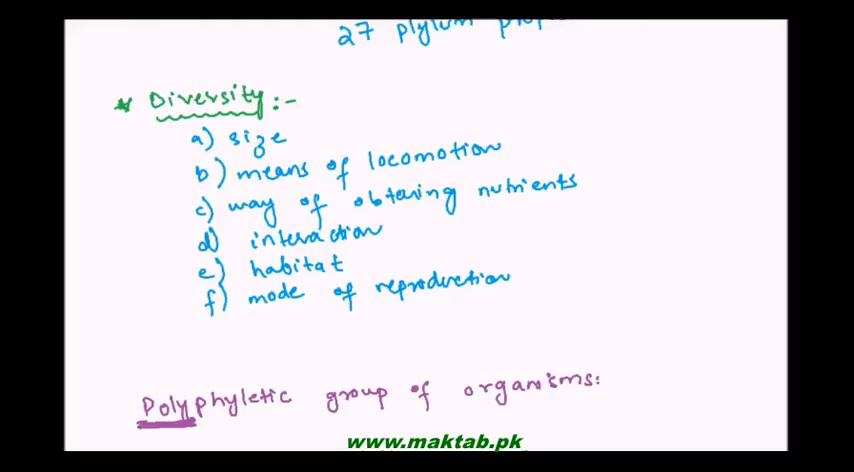 27 plylum
* Diversity :-
a) size
b) means of locomotion
c) way of obtaining nutrients
d) interaction
e) habitat
f) mode of reproduction
Polyphyletic group of organisms:
www.maktab.pk